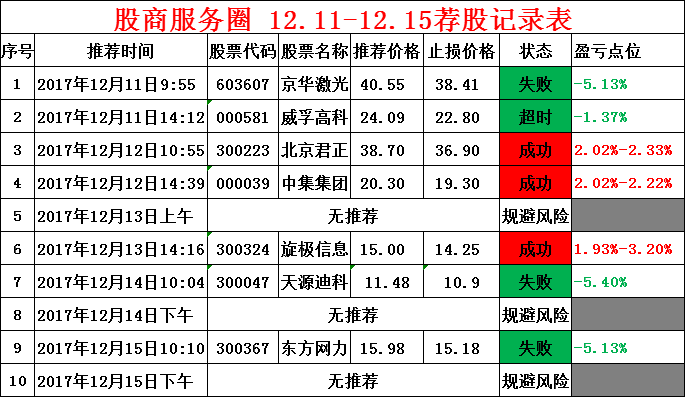 股商服务圈 12.11-12.15荐股记录表
序号 推荐时间 股票代码 股票名称 推荐价格 止损价格 状态 盈亏点位
1 2017年12月11日9:55 603607 京华激光 40.55 38.41 失败 -5.13%
2 2017年12月11日14:12 000581 威孚高科 24.09 22.80 超时 -1.37%
3 2017年12月12日10:55 300223 北京君正 38.70 36.90 成功 2.02%-2.33%
4 2017年12月12日14:39 000039 中集集团 20.30 19.30 成功 2.02%-2.22%
5 2017年12月13日上午 无推荐 规避风险
6 2017年12月13日14:16 300324 旋极信息 15.00 14.25 成功 1.93%-3.20%
7 2017年12月14日10:04 300047 天源迪科 11.48 10.9 失败 -5.40%
8 2017年12月14日下午 无推荐 规避风险
9 2017年12月15日10:10 300367 东方网力 15.98 15.18 失败 -5.13%
10 2017年12月15日下午 无推荐 规避风险